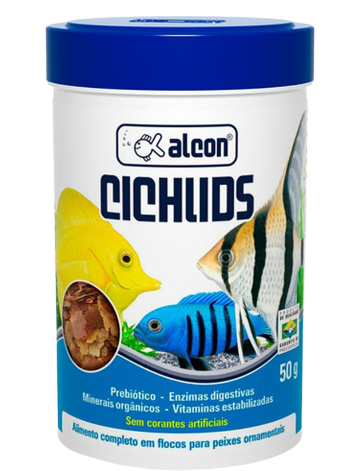 alcon®
CICHLIDS
50 g
Prebiótico - Enzimas digestivas
Minerais orgânicos - Vitaminas estabilizadas
Sem corantes artificiais
Alimento completo em flocos para peixes ornamentais